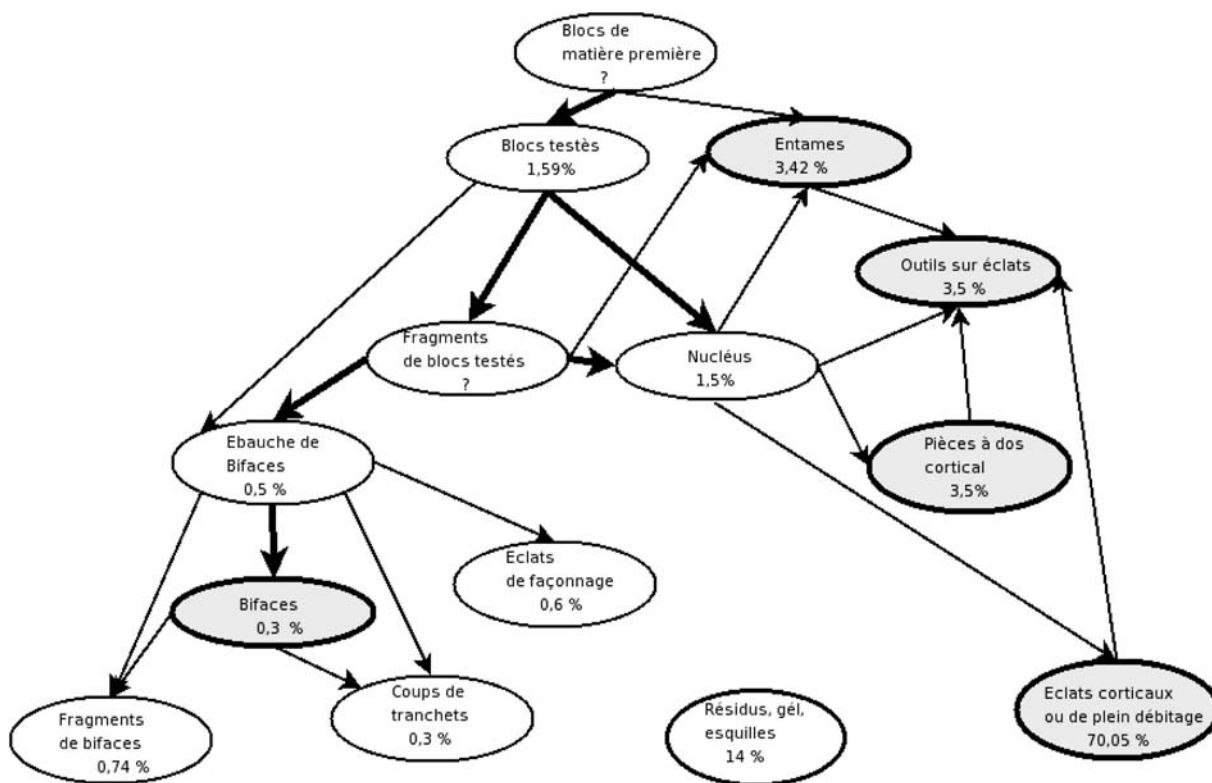 Blocs de
matière première
?
Blocs testès
1,59%
Entames
3,42 %
Outils sur éclats
3,5 %
Fragments
de blocs testés
?
Nucléus
1,5%
Ebauche de
Bifaces
0,5 %
Pièces à dos
cortical
3,5%
Eclats
de façonnage
0,6 %
Bifaces
0,3 %
Fragments
de bifaces
0,74 %
Coups de
tranchets
0,3 %
Résidus, gél,
esquilles
14 %
Eclats corticaux
ou de plein débitage
70,05 %